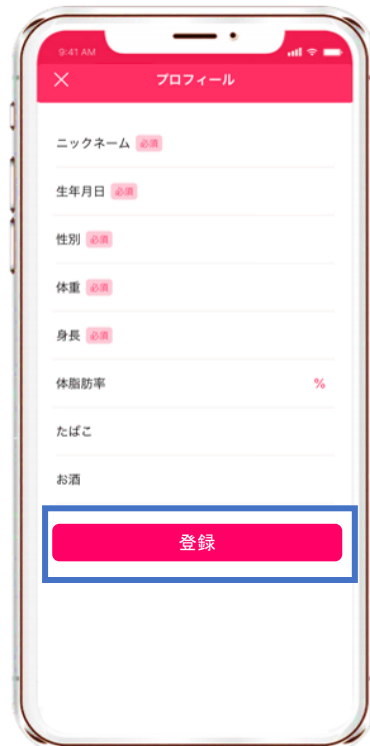 9:41 AM
プロフィール
ニックネーム 必須
生年月日 必須
性別 必須
体重 必須
身長 必須
体脂肪率 %
たばこ
お酒
登録